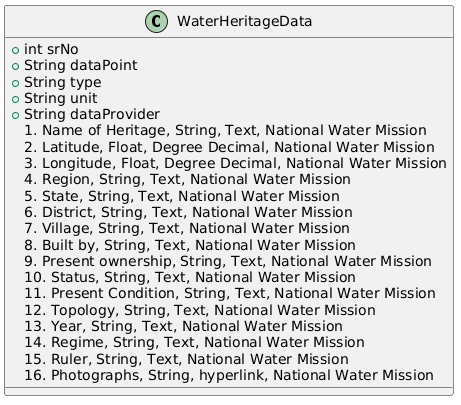 C WaterHeritageData
int srNo
String dataPoint
String type
String unit
String dataProvider
1. Name of Heritage, String, Text, National Water Mission
2. Latitude, Float, Degree Decimal, National Water Mission
3. Longitude, Float, Degree Decimal, National Water Mission
4. Region, String, Text, National Water Mission
5. State, String, Text, National Water Mission
6. District, String, Text, National Water Mission
7. Village, String, Text, National Water Mission
8. Built by, String, Text, National Water Mission
9. Present ownership, String, Text, National Water Mission
10. Status, String, Text, National Water Mission
11. Present Condition, String, Text, National Water Mission
12. Topology, String, Text, National Water Mission
13. Year, String, Text, National Water Mission
14. Regime, String, Text, National Water Mission
15. Ruler, String, Text, National Water Mission
16. Photographs, String, hyperlink, National Water Mission